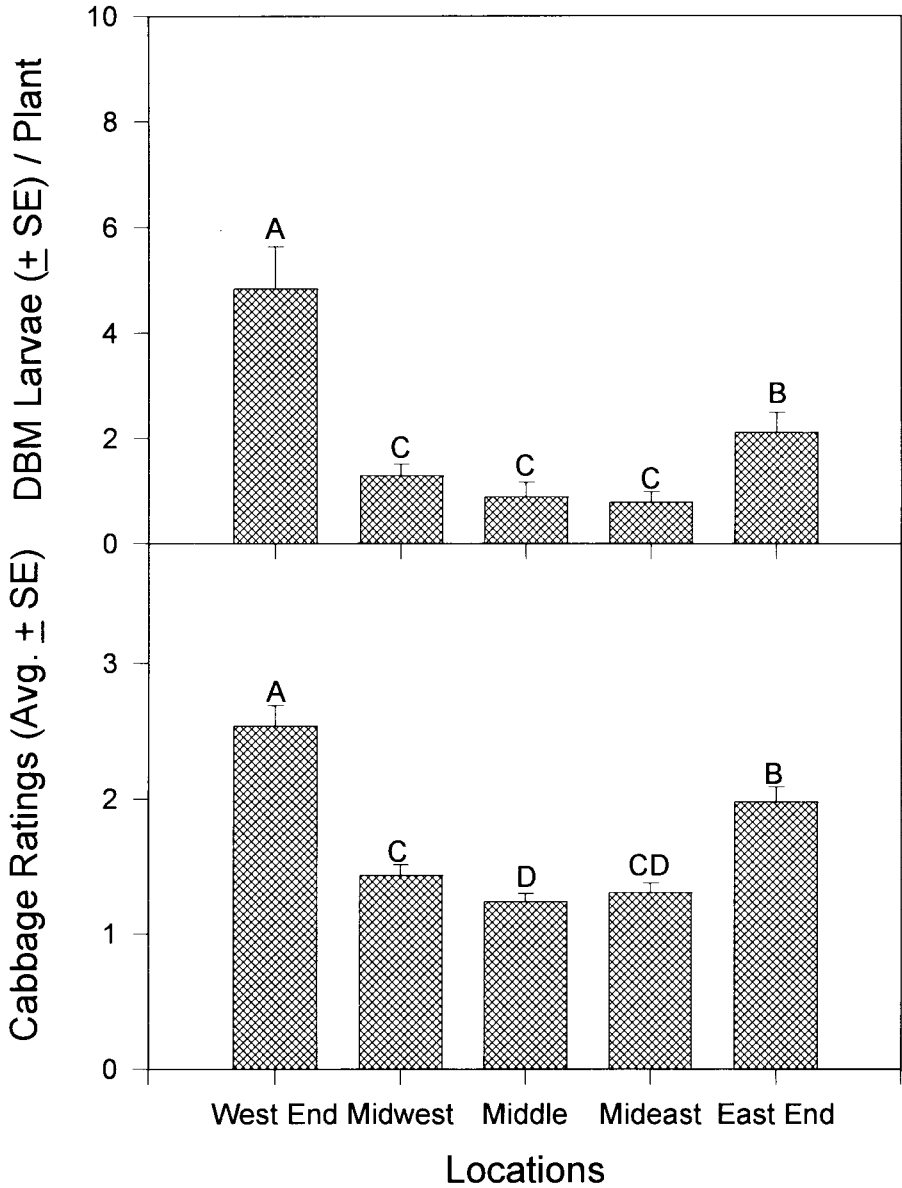 DBM Larvae (± SE) / Plant
10
8
6
4
2
0
A
C
C
C
B
Cabbage Ratings (Avg. ± SE)
3
2
1
0
A
C
D
CD
B
West End Midwest Middle Mideast East End
Locations